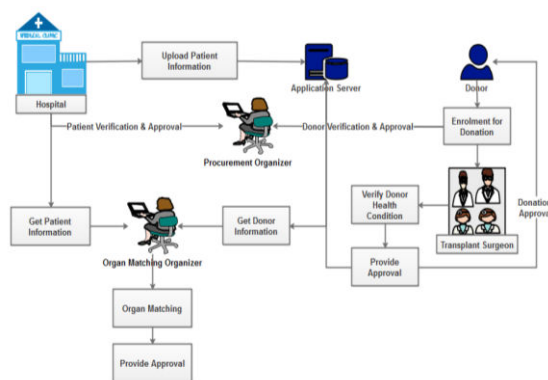 MEDICAL CLINIC
Hospital
Upload Patient
Information
Application Server
Donor
Patient Verification & Approval
Procurement Organizer
Donor Verification & Approval
Enrolment for
Donation
Get Patient
Information
Organ Matching Organizer
Get Donor
Information
Verify Donor
Health
Condition
Transplant Surgeon
Donation
Approval
Provide
Approval
Organ Matching
Provide Approval